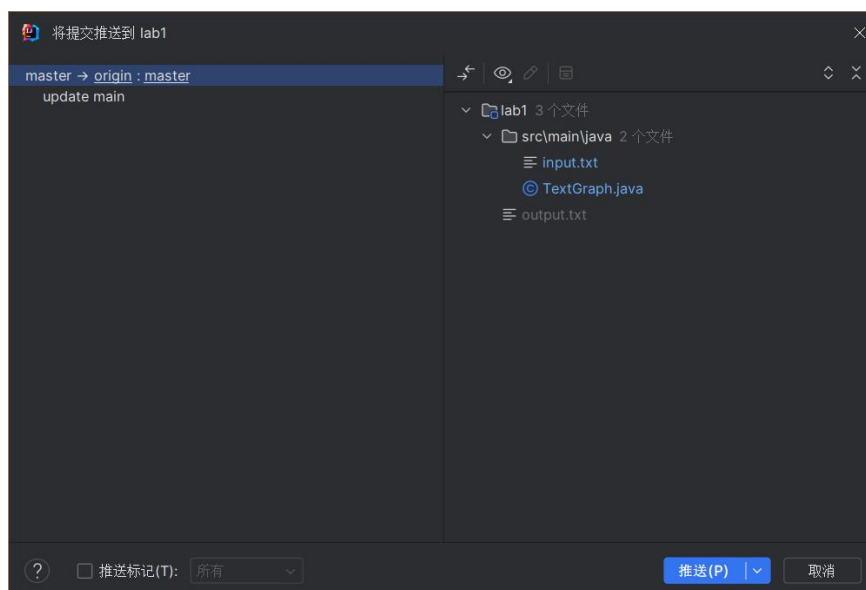 将提交推送到 lab1
master → origin : master
update main
lab1 3 个文件
src\main\java 2 个文件
input.txt
TextGraph.java
output.txt
? 推送标记(T): 所有
推送(P) 取消